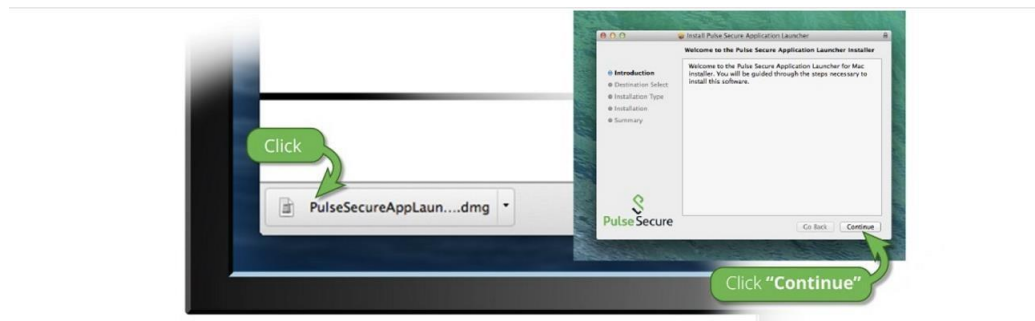 Click
PulseSecureAppLaun....dmg
Install Pulse Secure Application Launcher
Welcome to the Pulse Secure Application Launcher Installer
Introduction
Destination Select
Installation Type
Installation
Summary
Welcome to the Pulse Secure Application Launcher for Mac
installer. You will be guided through the steps necessary to
install this software.
Pulse Secure
Go Back
Continue
Click "Continue"